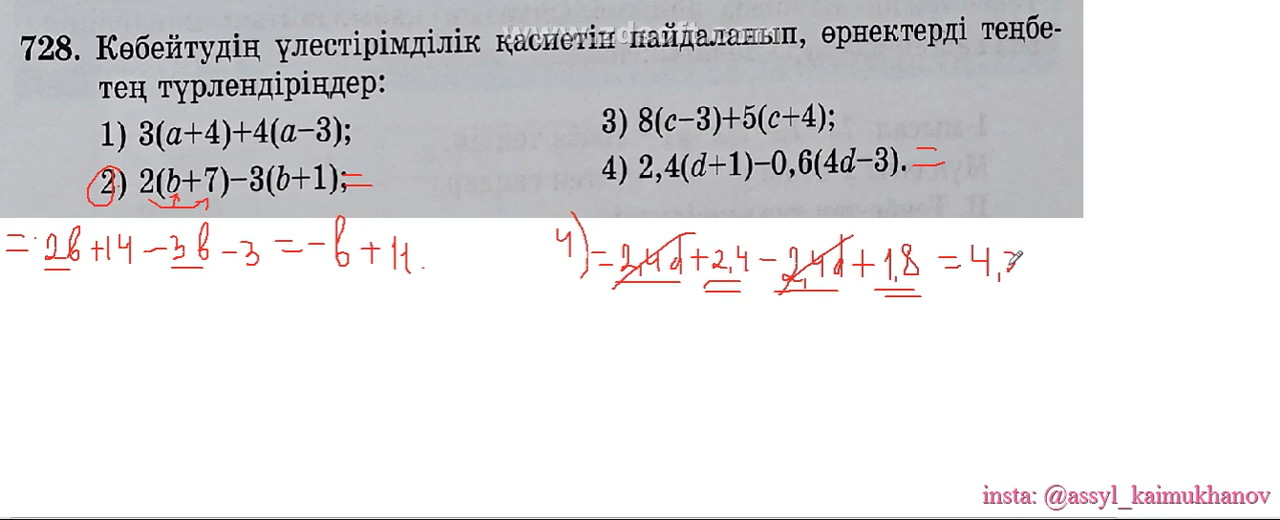 728. Көбейтудің үлестірімділік қасиетін пайдаланып, өрнектерді теңбе-
тең түрлендіріңдер:
1) 3(a+4)+4(a−3);
2) 2(b+7)−3(b+1); =
3) 8(c−3)+5(c+4);
4) 2,4(d+1)−0,6(4d−3). =
= 2b+14 − 3b − 3 = −b + 11.
4) = 2,4d + 2,4 − 2,4d + 1,8 = 4,
insta: @assyl_kaimukhanov